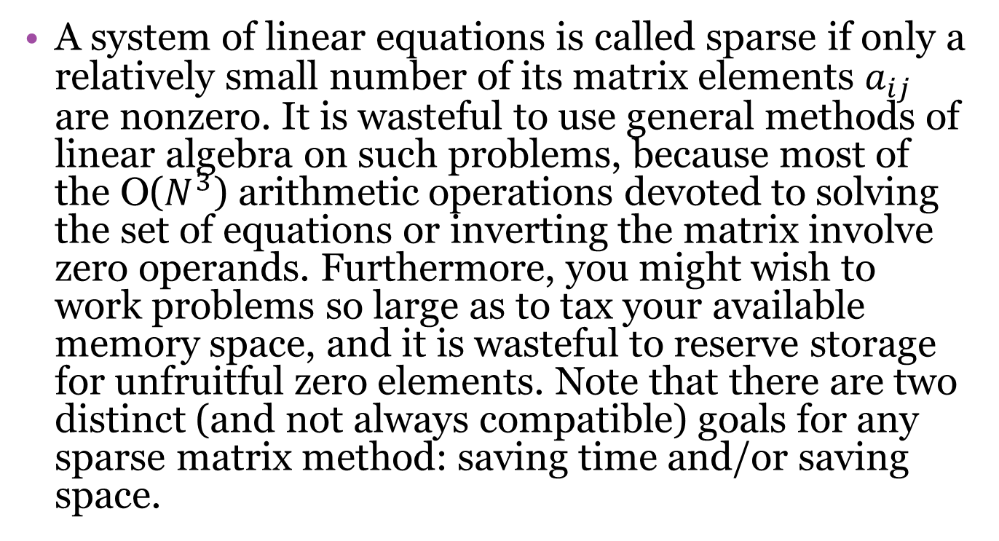 • A system of linear equations is called sparse if only a
relatively small number of its matrix elements $a_{ij}$
are nonzero. It is wasteful to use general methods of
linear algebra on such problems, because most of
the O($N^3$) arithmetic operations devoted to solving
the set of equations or inverting the matrix involve
zero operands. Furthermore, you might wish to
work problems so large as to tax your available
memory space, and it is wasteful to reserve storage
for unfruitful zero elements. Note that there are two
distinct (and not always compatible) goals for any
sparse matrix method: saving time and/or saving
space.